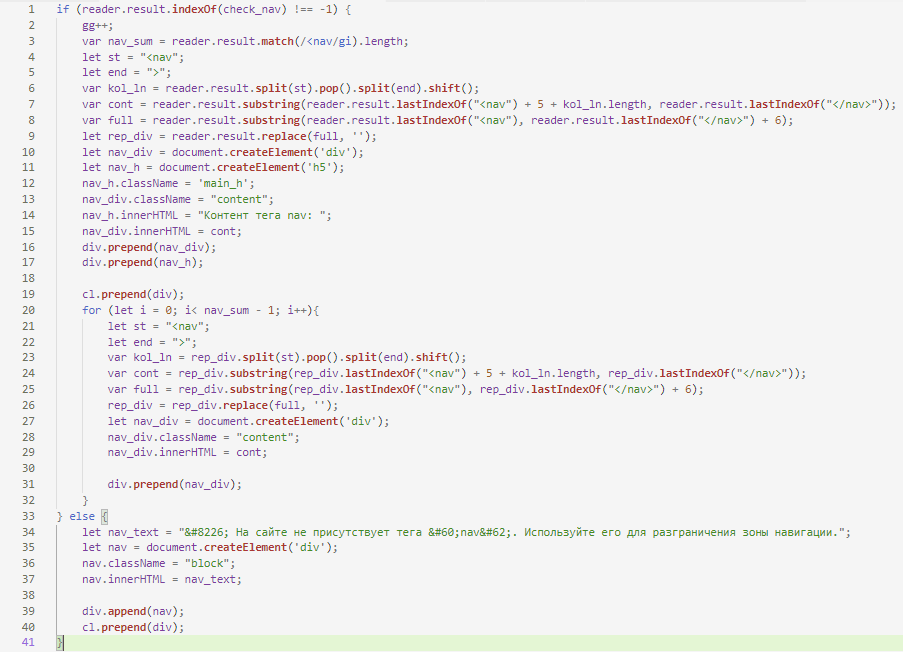 1 if (reader.result.indexOf(check_nav) !== -1) {
2 gg++;
3 var nav_sum = reader.result.match(/<nav/gi).length;
4 let st = "<nav";
5 let end = ">";
6 var kol_ln = reader.result.split(st).pop().split(end).shift();
7 var cont = reader.result.substring(reader.result.lastIndexOf("<nav") + 5 + kol_ln.length, reader.result.lastIndexOf("</nav>"));
8 var full = reader.result.substring(reader.result.lastIndexOf("<nav"), reader.result.lastIndexOf("</nav>") + 6);
9 let rep_div = reader.result.replace(full, '');
10 let nav_div = document.createElement('div');
11 let nav_h = document.createElement('h5');
12 nav_h.className = 'main_h';
13 nav_div.className = "content";
14 nav_h.innerHTML = "Контент тега nav: ";
15 nav_div.innerHTML = cont;
16 div.prepend(nav_div);
17 div.prepend(nav_h);
18
19 cl.prepend(div);
20 for (let i = 0; i< nav_sum - 1; i++){
21 let st = "<nav";
22 let end = ">";
23 var kol_ln = rep_div.split(st).pop().split(end).shift();
24 var cont = rep_div.substring(rep_div.lastIndexOf("<nav") + 5 + kol_ln.length, rep_div.lastIndexOf("</nav>"));
25 var full = rep_div.substring(rep_div.lastIndexOf("<nav"), rep_div.lastIndexOf("</nav>") + 6);
26 rep_div = rep_div.replace(full, '');
27 let nav_div = document.createElement('div');
28 nav_div.className = "content";
29 nav_div.innerHTML = cont;
30
31 div.prepend(nav_div);
32 }
33 } else {
34 let nav_text = "&#8226; На сайте не присутствует тега &#60;nav&#62;. Используйте его для разграничения зоны навигации.";
35 let nav = document.createElement('div');
36 nav.className = "block";
37 nav.innerHTML = nav_text;
38
39 div.append(nav);
40 cl.prepend(div);
41 }